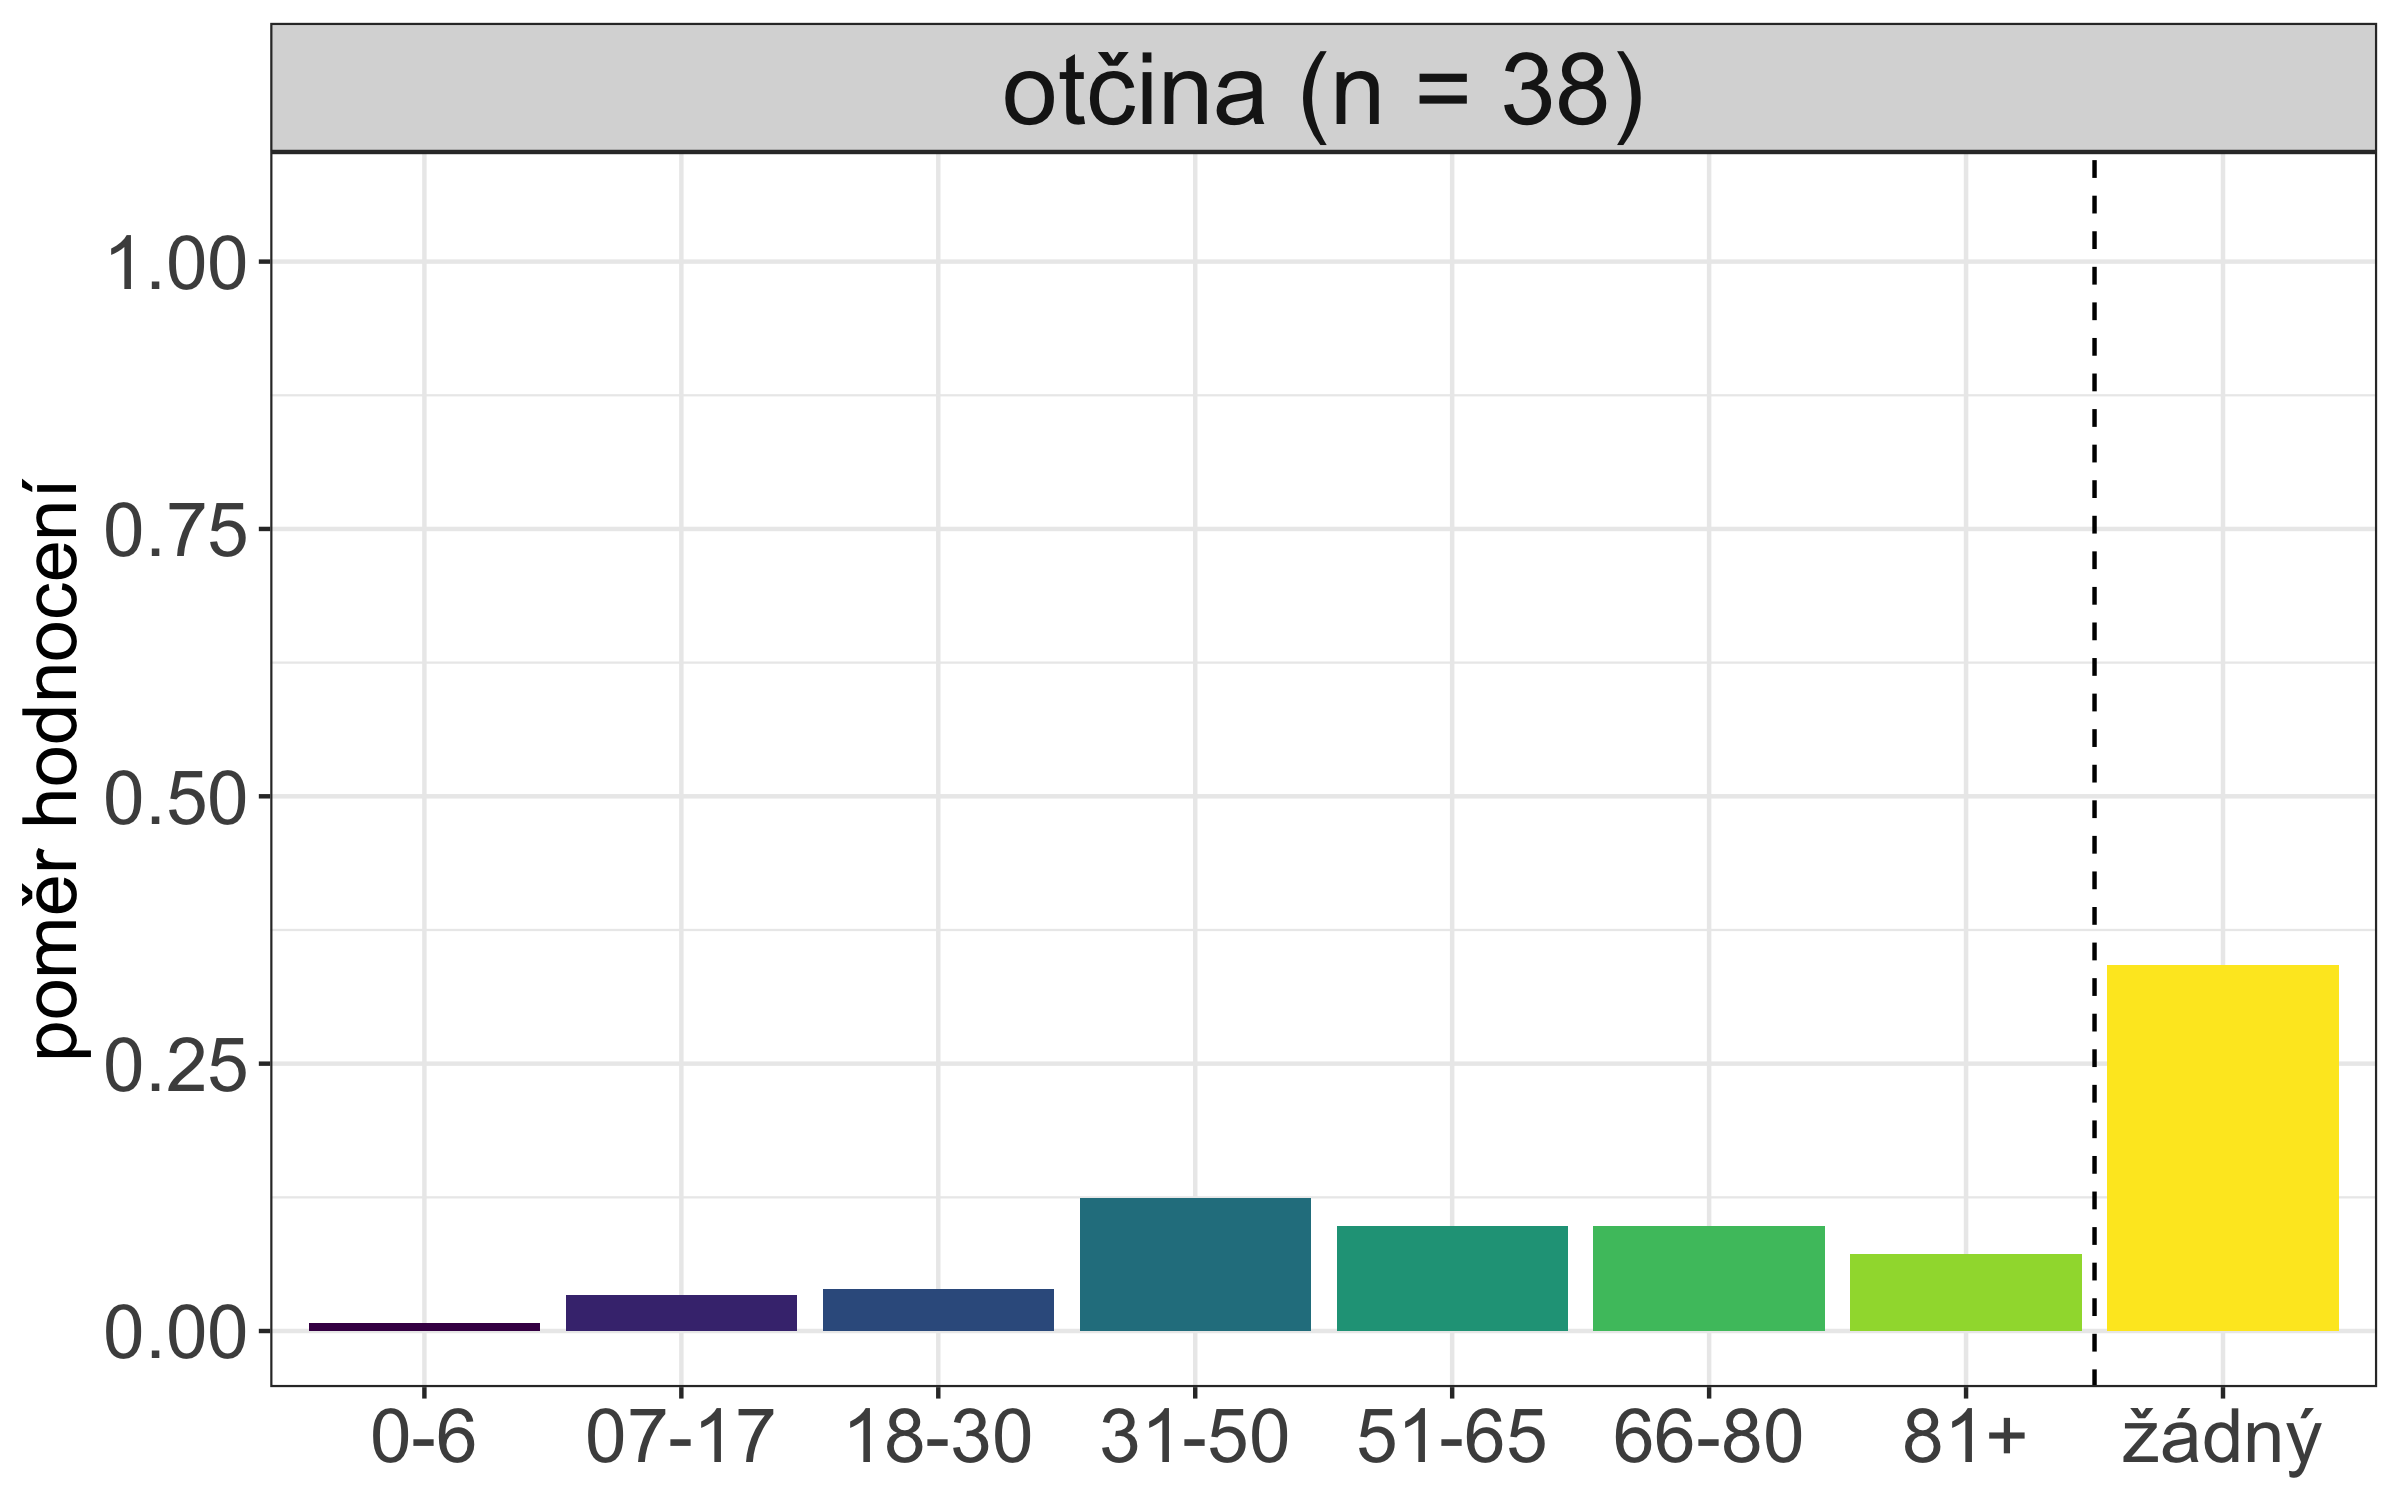 otčina (n = 38)
poměr hodnocení
1.00
0.75
0.50
0.25
0.00
0-6 07-17 18-30 31-50 51-65 66-80 81+ žádný